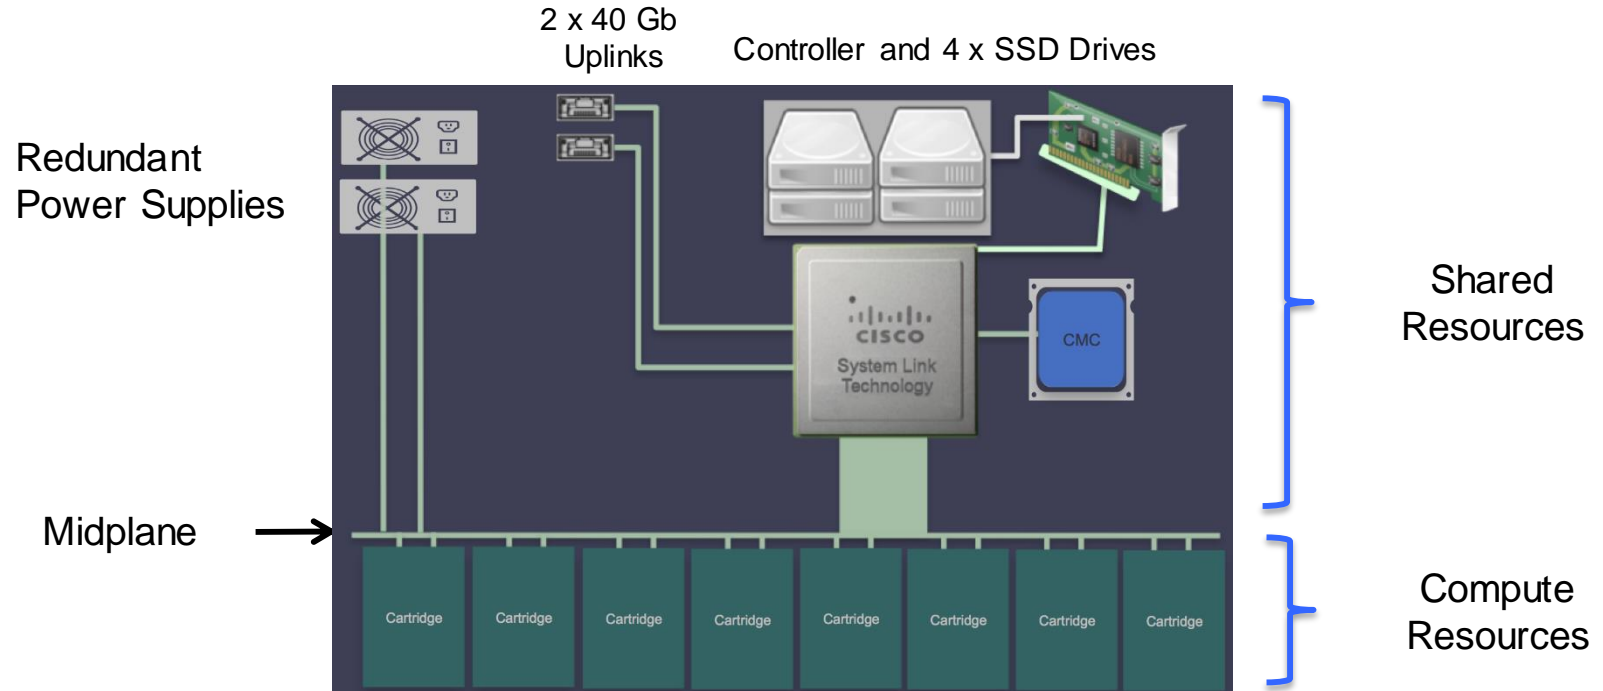 2 x 40 Gb
Uplinks
Controller and 4 x SSD Drives
Redundant
Power Supplies
CISCO
System Link
Technology
CMC
Shared
Resources
Midplane
Cartridge
Cartridge
Cartridge
Cartridge
Cartridge
Cartridge
Cartridge
Cartridge
Compute
Resources